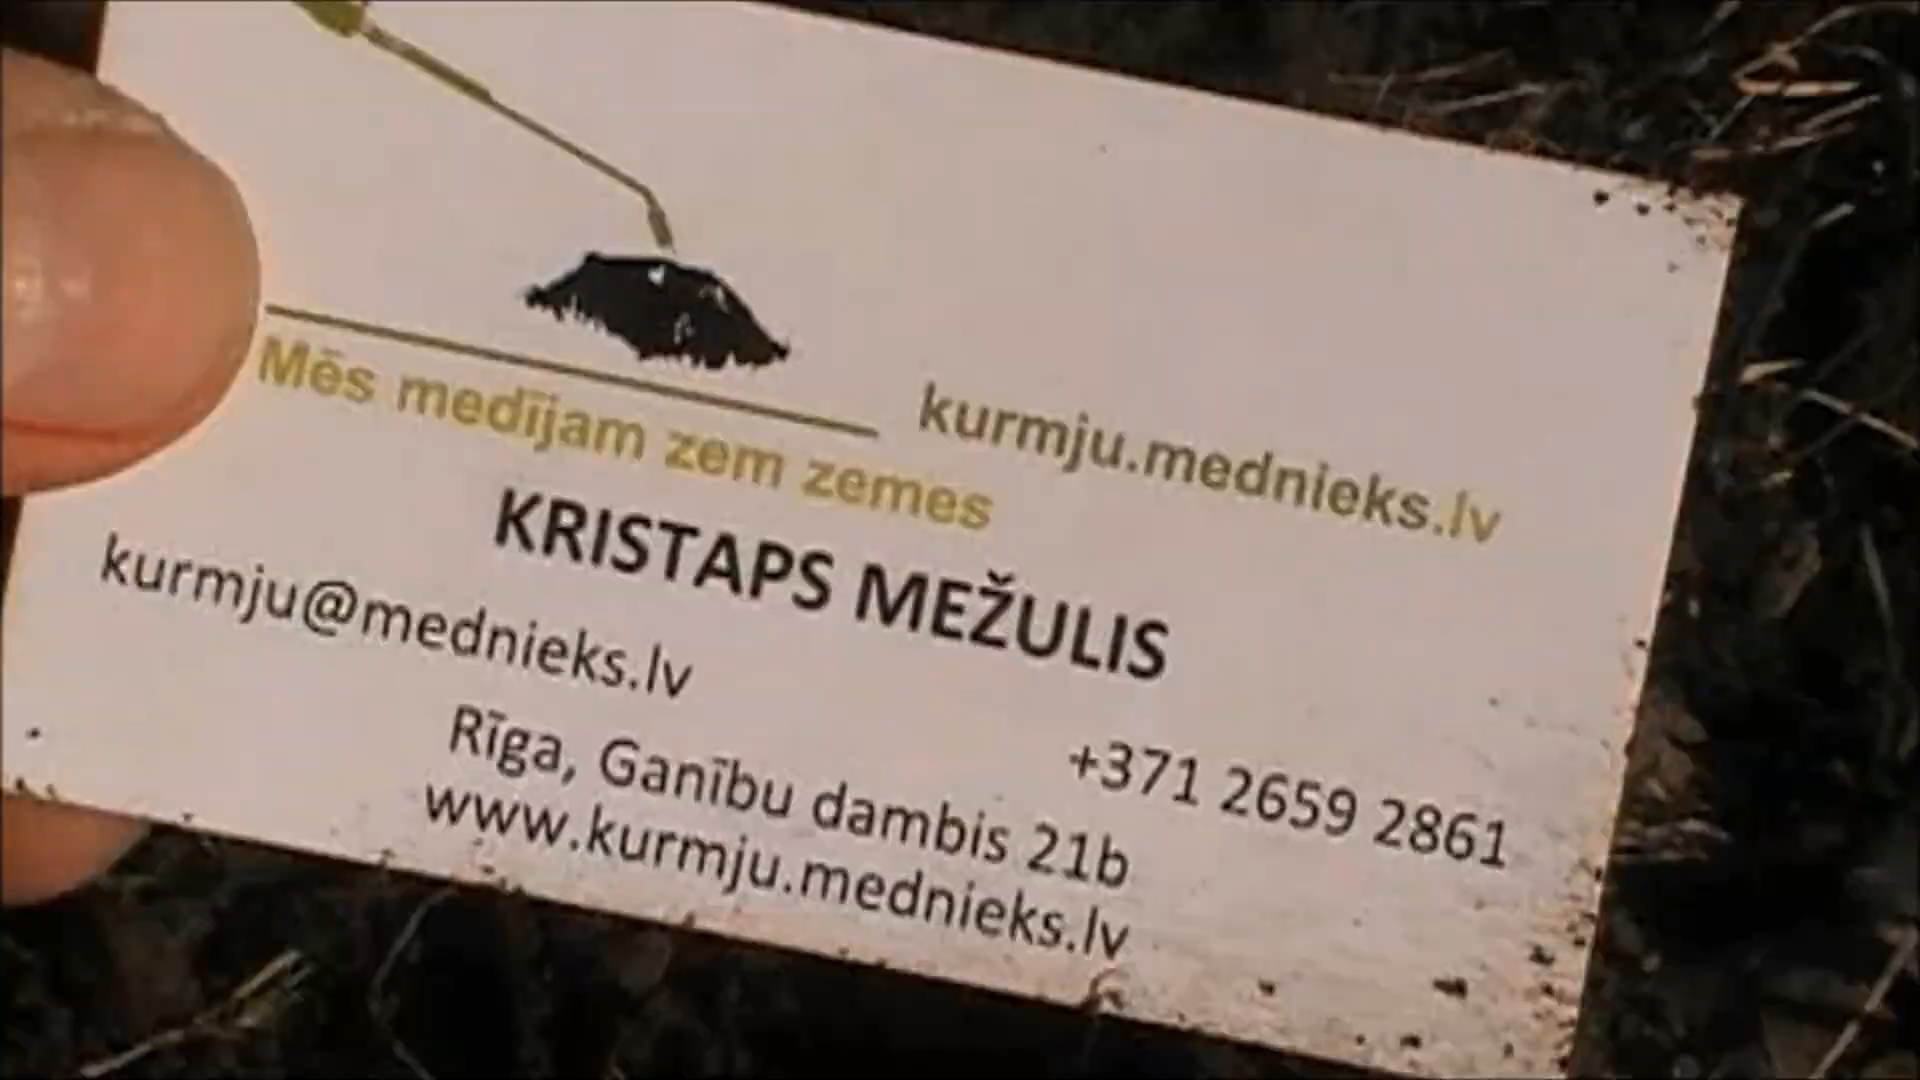 Mēs medījam zem zemes
kurmju.mednieks.lv
KRISTAPS MEŽULIS
kurmju@mednieks.lv
+371 2659 2861
Rīga, Ganību dambis 21b
www.kurmju.mednieks.lv